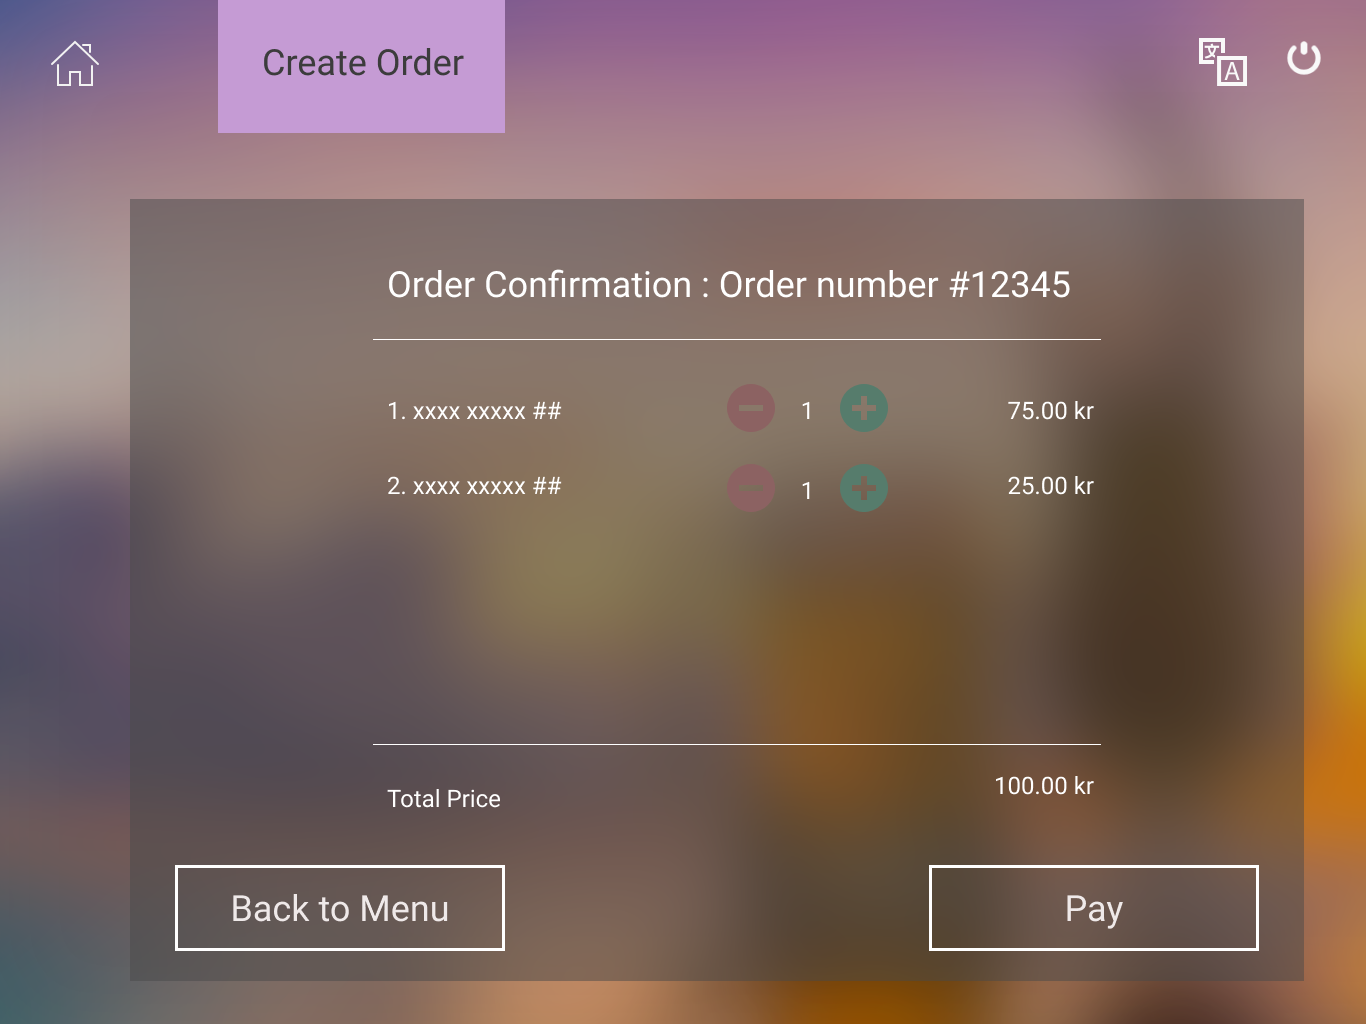 Create Order
文
A
Order Confirmation : Order number #12345
1. xxxx xxxxx ## 1 75.00 kr
2. xxxx xxxxx ## 1 25.00 kr
Total Price 100.00 kr
Back to Menu Pay